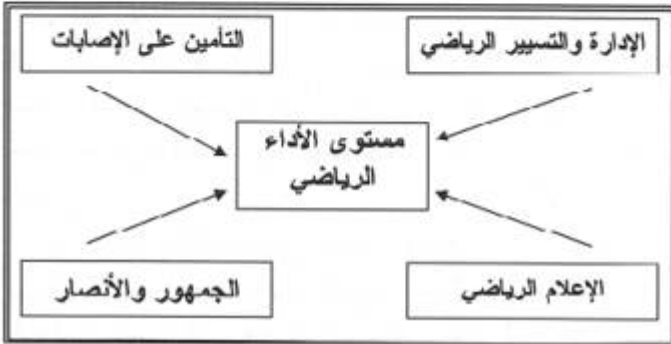 الإدارة والتسيير الرياضي
التأمين على الإصابات
مستوى الأداء
الرياضي
الإعلام الرياضي
الجمهور والأنصار